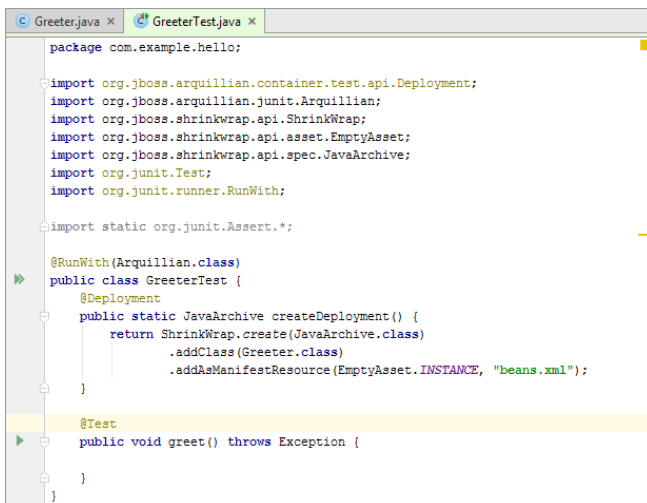 Greeter.java × GreeterTest.java ×
package com.example.hello;
import org.jboss.arquillian.container.test.api.Deployment;
import org.jboss.arquillian.junit.Arquillian;
import org.jboss.shrinkwrap.api.ShrinkWrap;
import org.jboss.shrinkwrap.api.asset.EmptyAsset;
import org.jboss.shrinkwrap.api.spec.JavaArchive;
import org.junit.Test;
import org.junit.runner.RunWith;
import static org.junit.Assert.*;
@RunWith(Arquillian.class)
public class GreeterTest {
@Deployment
public static JavaArchive createDeployment() {
return ShrinkWrap.create(JavaArchive.class)
.addClass(Greeter.class)
.addAsManifestResource(EmptyAsset.INSTANCE, "beans.xml");
}
@Test
public void greet() throws Exception {
}
}